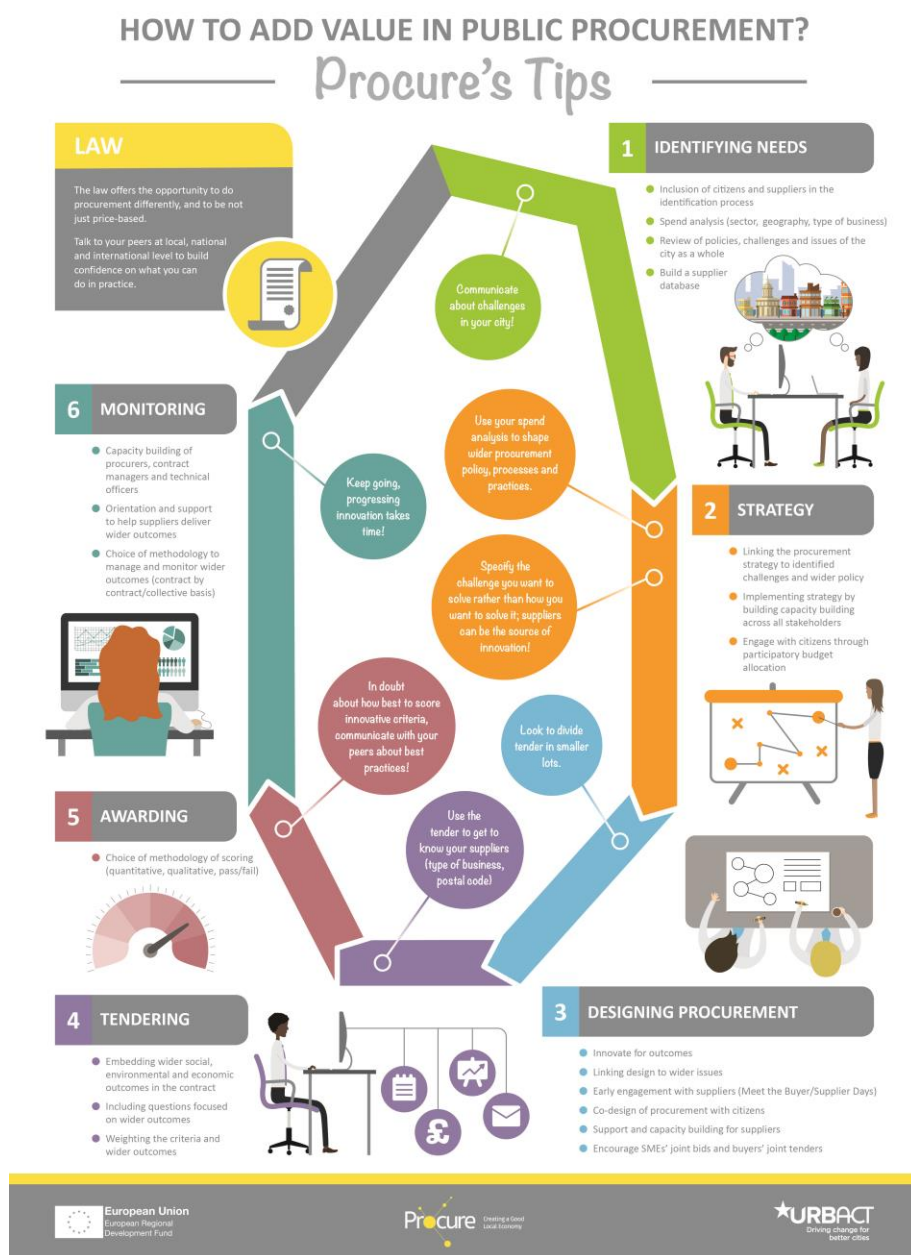 HOW TO ADD VALUE IN PUBLIC PROCUREMENT?
Procure's Tips
LAW
The law offers the opportunity to do
procurement differently, and to be not
just price-based.
Talk to your peers at local, national
and international level to build
confidence on what you can
do in practice.
1 IDENTIFYING NEEDS
Inclusion of citizens and suppliers in the
identification process
Spend analysis (sector, geography, type of business)
Review of policies, challenges and issues of the
city as a whole
Build a supplier
database
Communicate
about challenges
in your city!
Use your spend
analysis to shape
wider procurement
policy, processes and
practices.
2 STRATEGY
Linking the procurement
strategy to identified
challenges and wider policy
Implementing strategy by
building capacity building
across all stakeholders
Engage with citizens through
participatory budget
allocation
Specify the
challenge you want to
solve rather than how you
want to solve it; suppliers
can be the source of
innovation!
Look to divide
tender in smaller
lots.
3 DESIGNING PROCUREMENT
Innovate for outcomes
Linking design to wider issues
Early engagement with suppliers (Meet the Buyer/Supplier Days)
Co-design of procurement with citizens
Support and capacity building for suppliers
Encourage SMEs' joint bids and buyers' joint tenders
Use the
tender to get to
know your suppliers
(type of business,
postal code)
4 TENDERING
Embedding wider social,
environmental and economic
outcomes in the contract
Including questions focused
on wider outcomes
Weighting the criteria and
wider outcomes
£
In doubt
about how best to score
innovative criteria,
communicate with your
peers about best
practices!
5 AWARDING
Choice of methodology of scoring
(quantitative, qualitative, pass/fail)
Keep going,
progressing
innovation takes
time!
6 MONITORING
Capacity building of
procurers, contract
managers and technical
officers
Orientation and support
to help suppliers deliver
wider outcomes
Choice of methodology to
manage and monitor wider
outcomes (contract by
contract/collective basis)
European Union
European Regional
Development Fund
Procure
Creating a Good
Local Economy
URBACT
Driving change for
better cities